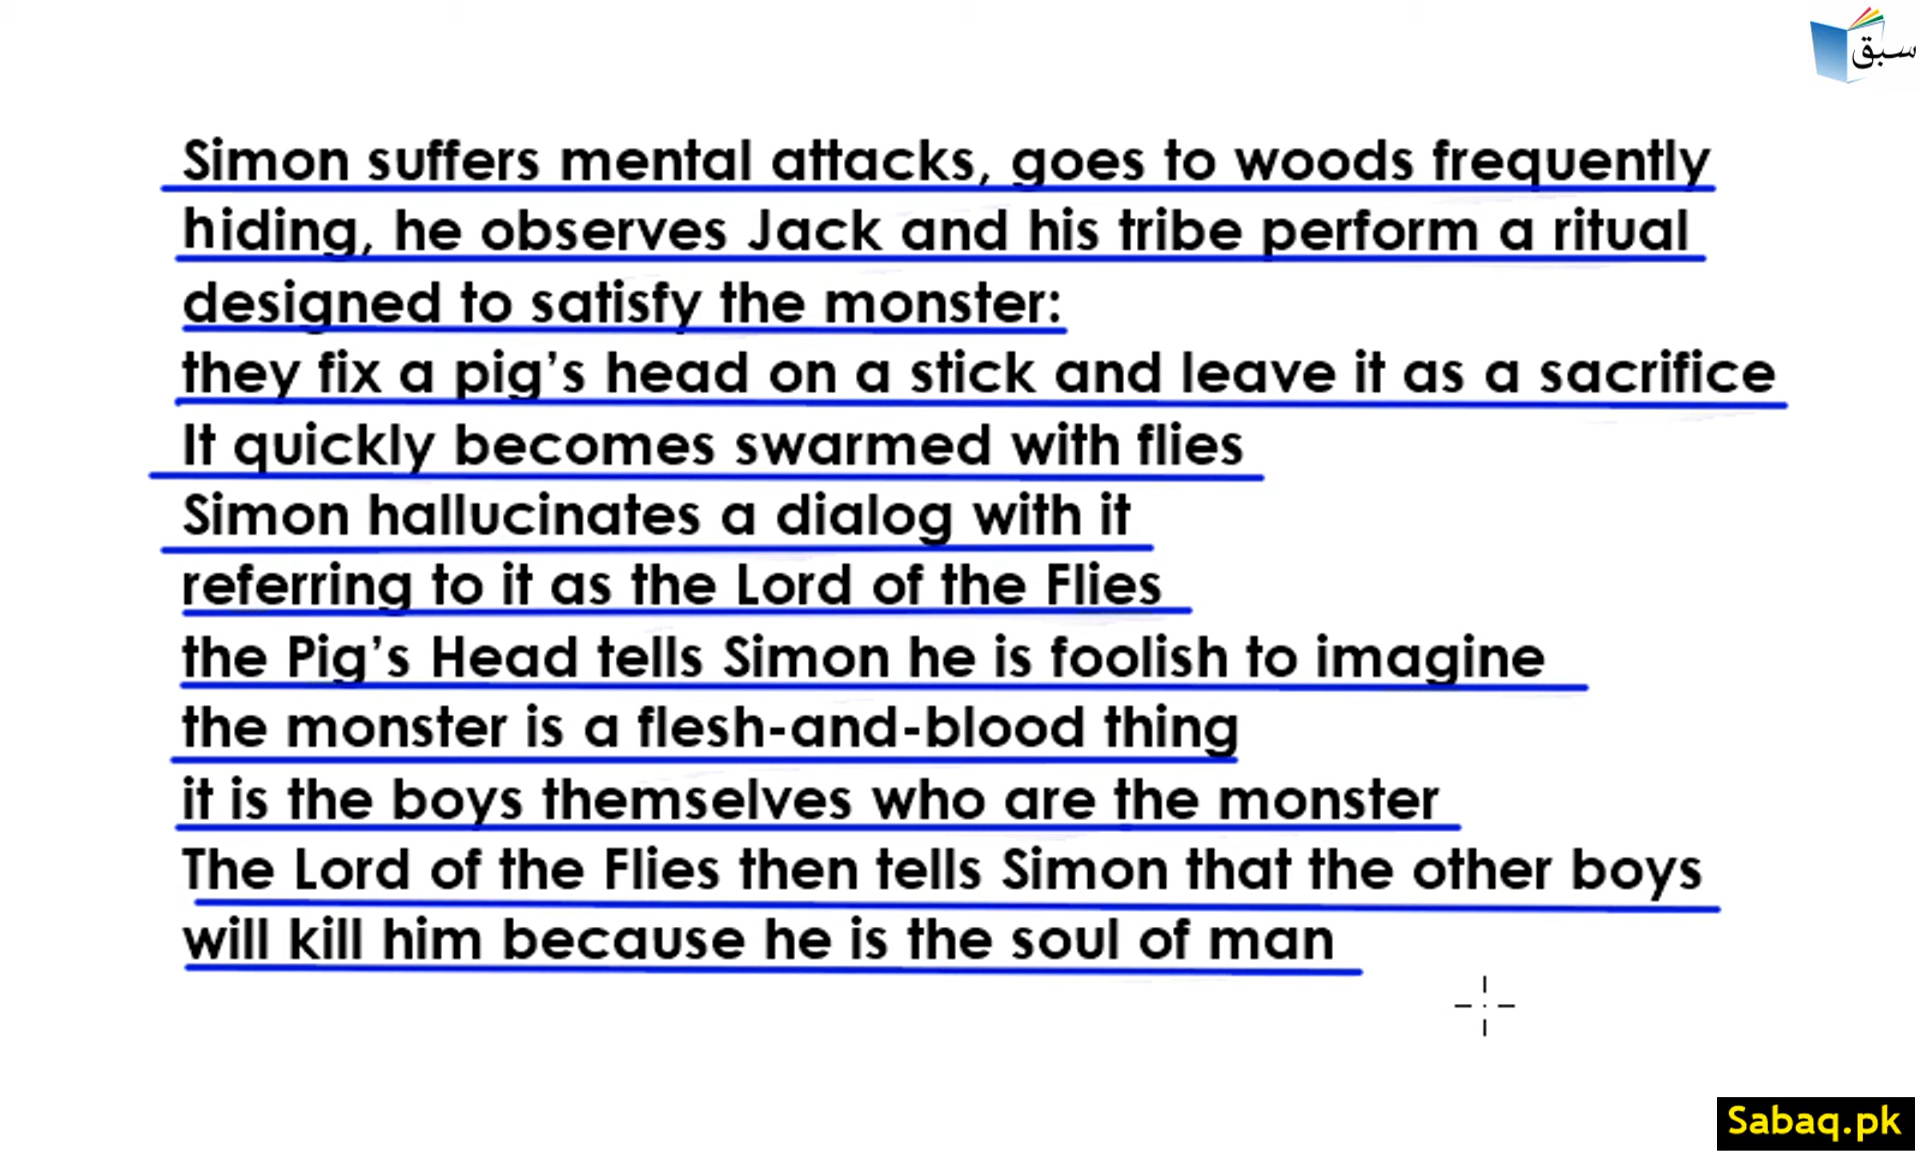 سبق
Simon suffers mental attacks, goes to woods frequently
hiding, he observes Jack and his tribe perform a ritual
designed to satisfy the monster:
they fix a pig’s head on a stick and leave it as a sacrifice
It quickly becomes swarmed with flies
Simon hallucinates a dialog with it
referring to it as the Lord of the Flies
the Pig’s Head tells Simon he is foolish to imagine
the monster is a flesh-and-blood thing
it is the boys themselves who are the monster
The Lord of the Flies then tells Simon that the other boys
will kill him because he is the soul of man
Sabaq.pk